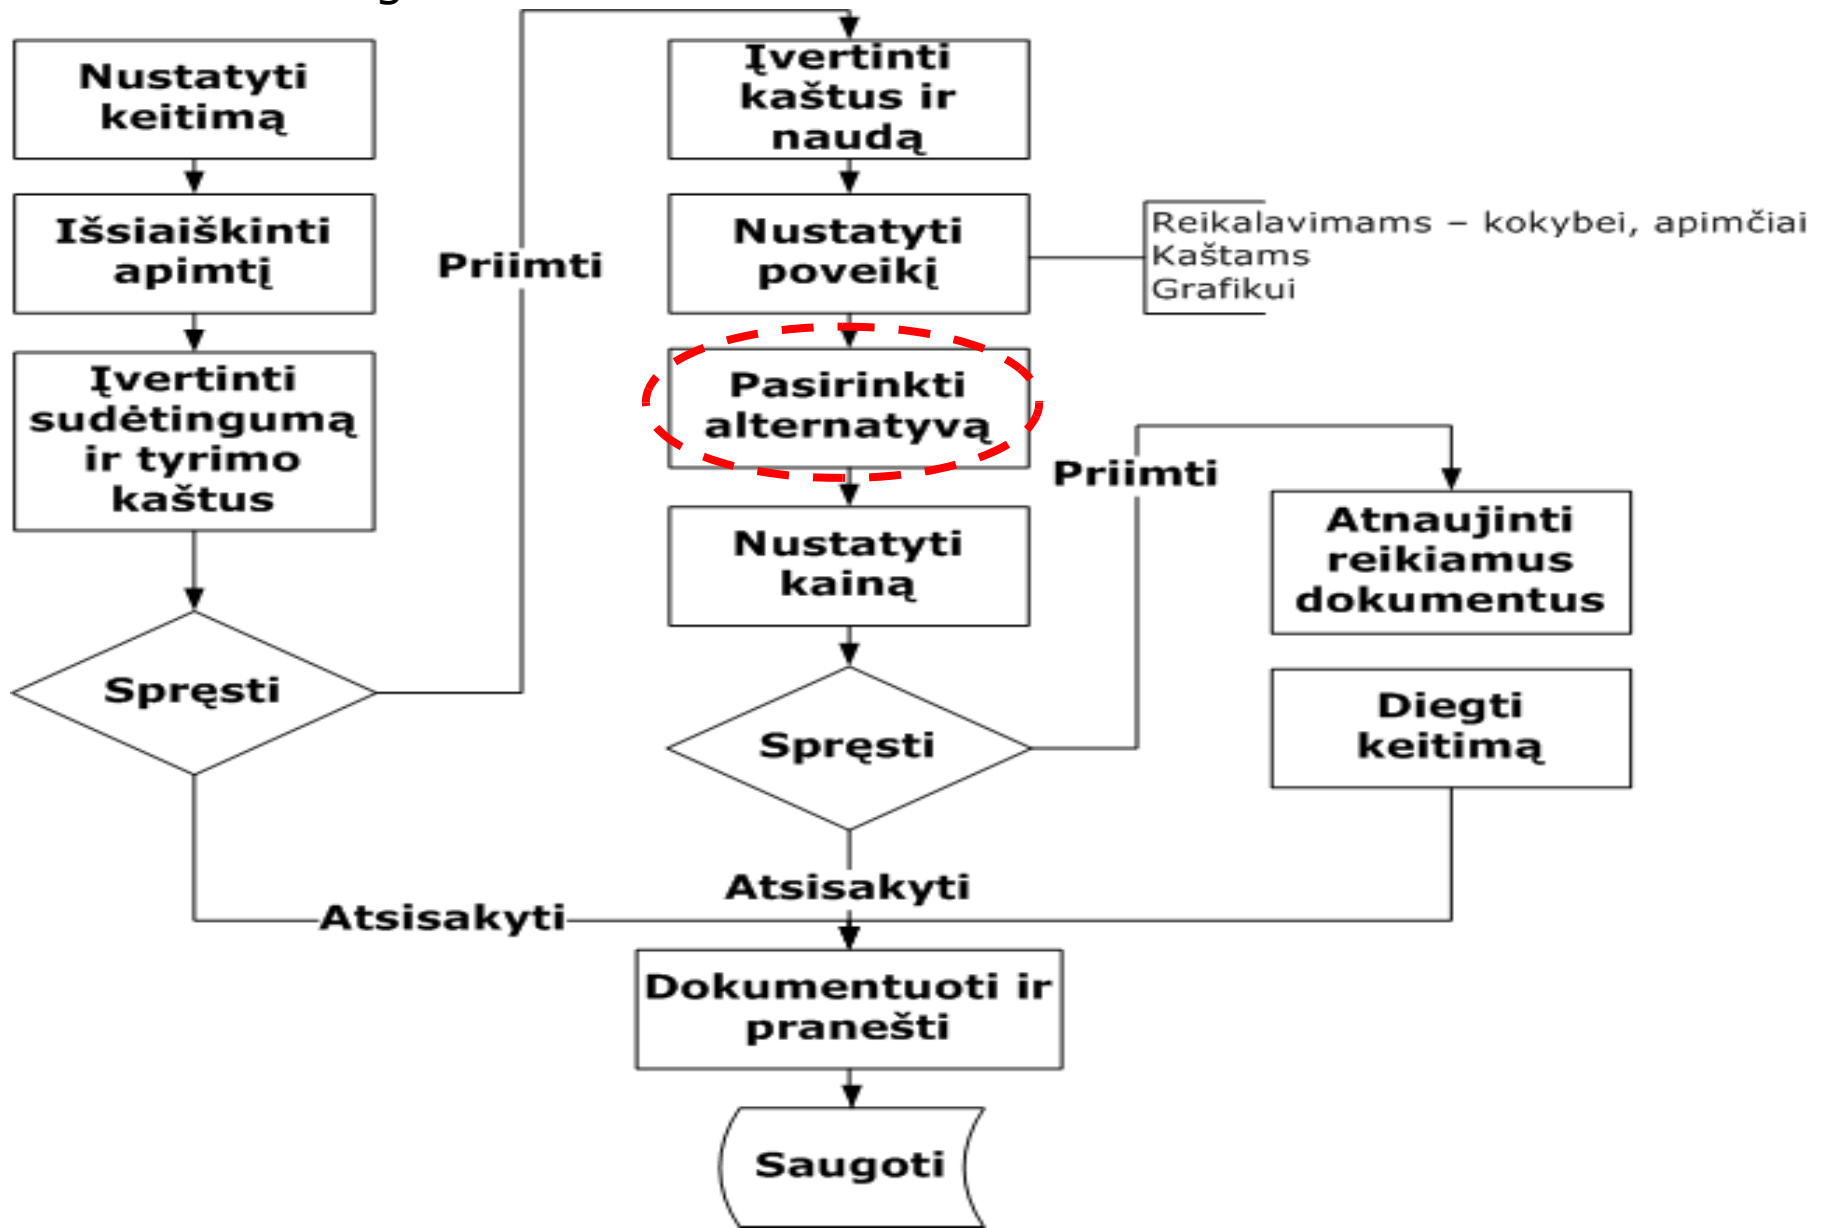 Nustatyti
keitimą
Išsiaiškinti
apimtį
Įvertinti
sudėtingumą
ir tyrimo
kaštus
Spręsti
Priimti
Atsisakyti
Įvertinti
kaštus ir
naudą
Nustatyti
poveikį
Reikalavimams – kokybei, apimčiai
Kaštams
Grafikui
Pasirinkti
alternatyvą
Nustatyti
kainą
Spręsti
Priimti
Atsisakyti
Atnaujinti
reikiamus
dokumentus
Diegti
keitimą
Dokumentuoti ir
pranešti
Saugoti